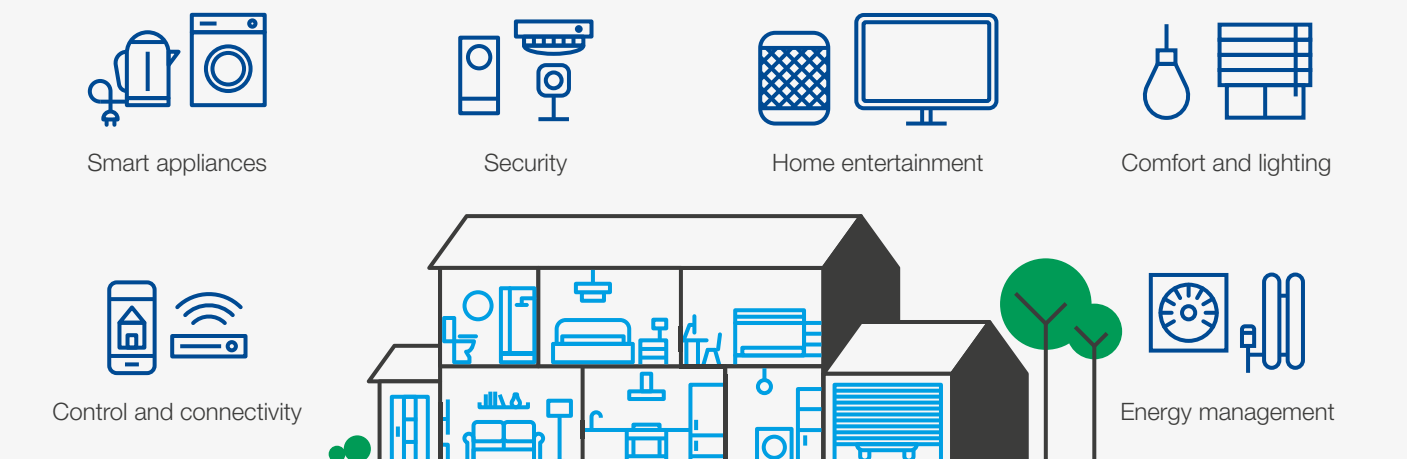 Smart appliances
Security
Home entertainment
Comfort and lighting
Control and connectivity
Energy management